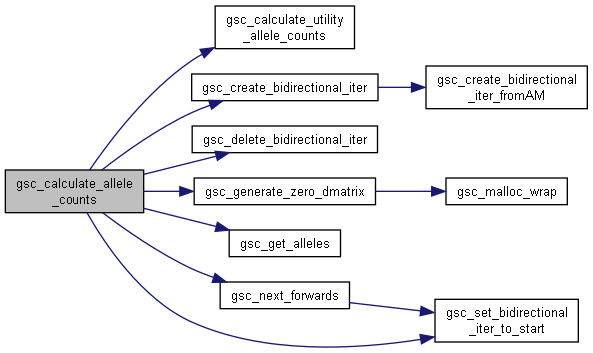 gsc_calculate_utility
_allele_counts
gsc_create_bidirectional_iter
gsc_create_bidirectional
_iter_fromAM
gsc_delete_bidirectional_iter
gsc_calculate_allele
_counts
gsc_generate_zero_dmatrix
gsc_malloc_wrap
gsc_get_alleles
gsc_next_forwards
gsc_set_bidirectional
_iter_to_start